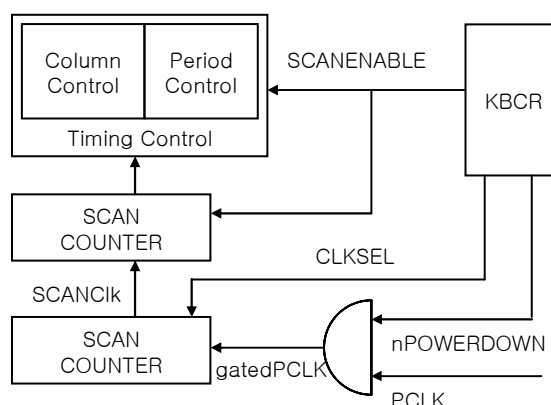 Column
Control
Period
Control
Timing Control
SCANENABLE
KBCR
SCAN
COUNTER
CLKSEL
SCANClk
SCAN
COUNTER
gatedPCLK
nPOWERDOWN
PCLK